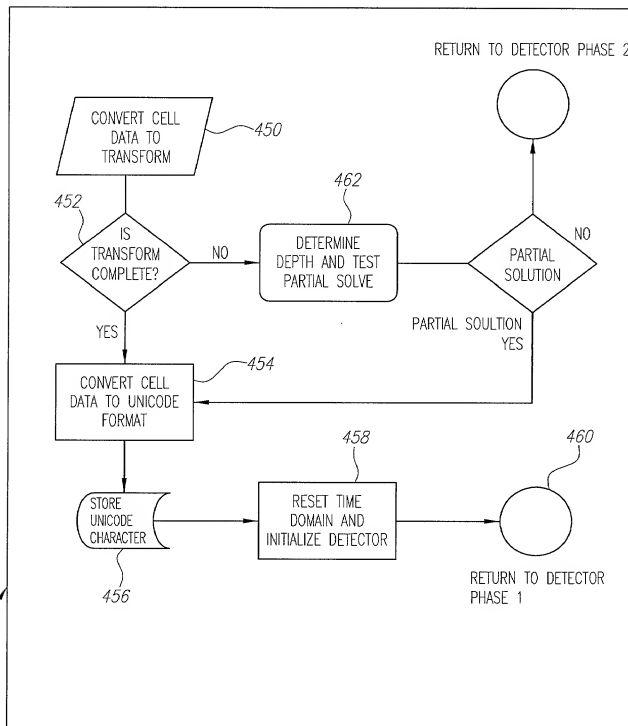 RETURN TO DETECTOR PHASE 2
CONVERT CELL
DATA TO
TRANSFORM
450
452
IS
TRANSFORM
COMPLETE?
NO
462
DETERMINE
DEPTH AND TEST
PARTIAL SOLVE
NO
PARTIAL
SOLUTION
YES
PARTIAL SOULTION
YES
454
CONVERT CELL
DATA TO UNICODE
FORMAT
STORE
UNICODE
CHARACTER
456
458
RESET TIME
DOMAIN AND
INITIALIZE DETECTOR
460
RETURN TO DETECTOR
PHASE 1